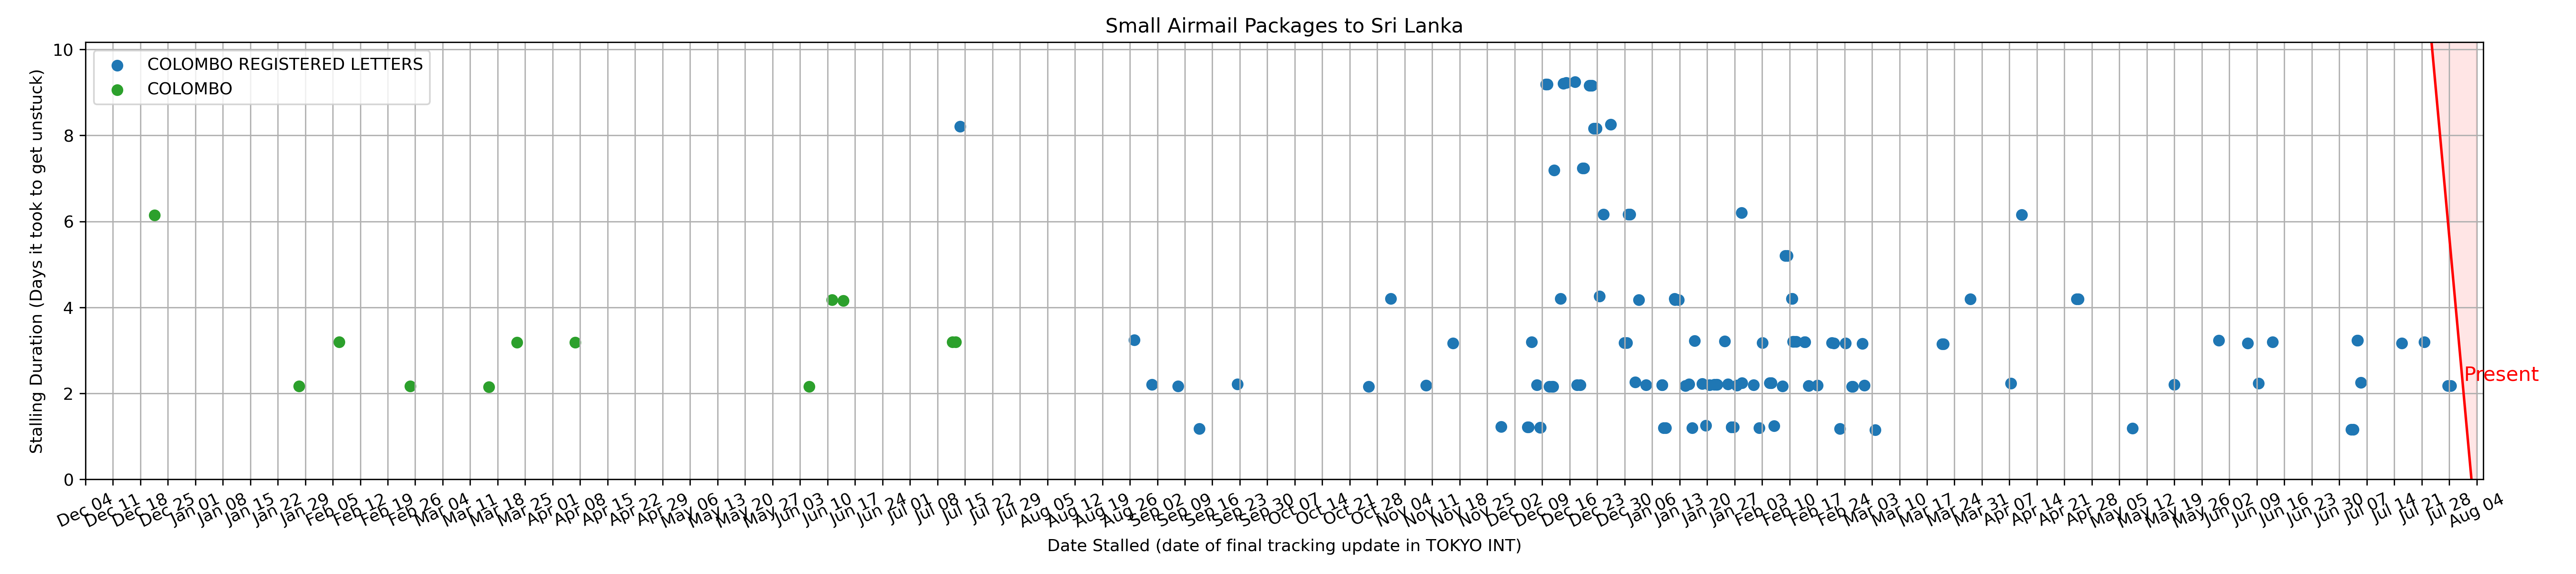 Small Airmail Packages to Sri Lanka
COLOMBO REGISTERED LETTERS
COLOMBO
Stalling Duration (Days it took to get unstuck)
10
8
6
4
2
0
Present
Dec 04
Dec 11
Dec 18
Dec 25
Jan 01
Jan 08
Jan 15
Jan 22
Jan 29
Feb 05
Feb 12
Feb 19
Feb 26
Mar 04
Mar 11
Mar 18
Mar 25
Apr 01
Apr 08
Apr 15
Apr 22
Apr 29
May 06
May 13
May 20
May 27
Jun 03
Jun 10
Jun 17
Jun 24
Jul 01
Jul 08
Jul 15
Jul 22
Jul 29
Aug 05
Aug 12
Aug 19
Aug 26
Sep 02
Sep 09
Sep 16
Sep 23
Sep 30
Oct 07
Oct 14
Oct 21
Oct 28
Nov 04
Nov 11
Nov 18
Nov 25
Dec 02
Dec 09
Dec 16
Dec 23
Dec 30
Jan 06
Jan 13
Jan 20
Jan 27
Feb 03
Feb 10
Feb 17
Feb 24
Mar 03
Mar 10
Mar 17
Mar 24
Mar 31
Apr 07
Apr 14
Apr 21
Apr 28
May 05
May 12
May 19
May 26
Jun 02
Jun 09
Jun 16
Jun 23
Jun 30
Jul 07
Jul 14
Jul 21
Jul 28
Aug 04
Date Stalled (date of final tracking update in TOKYO INT)